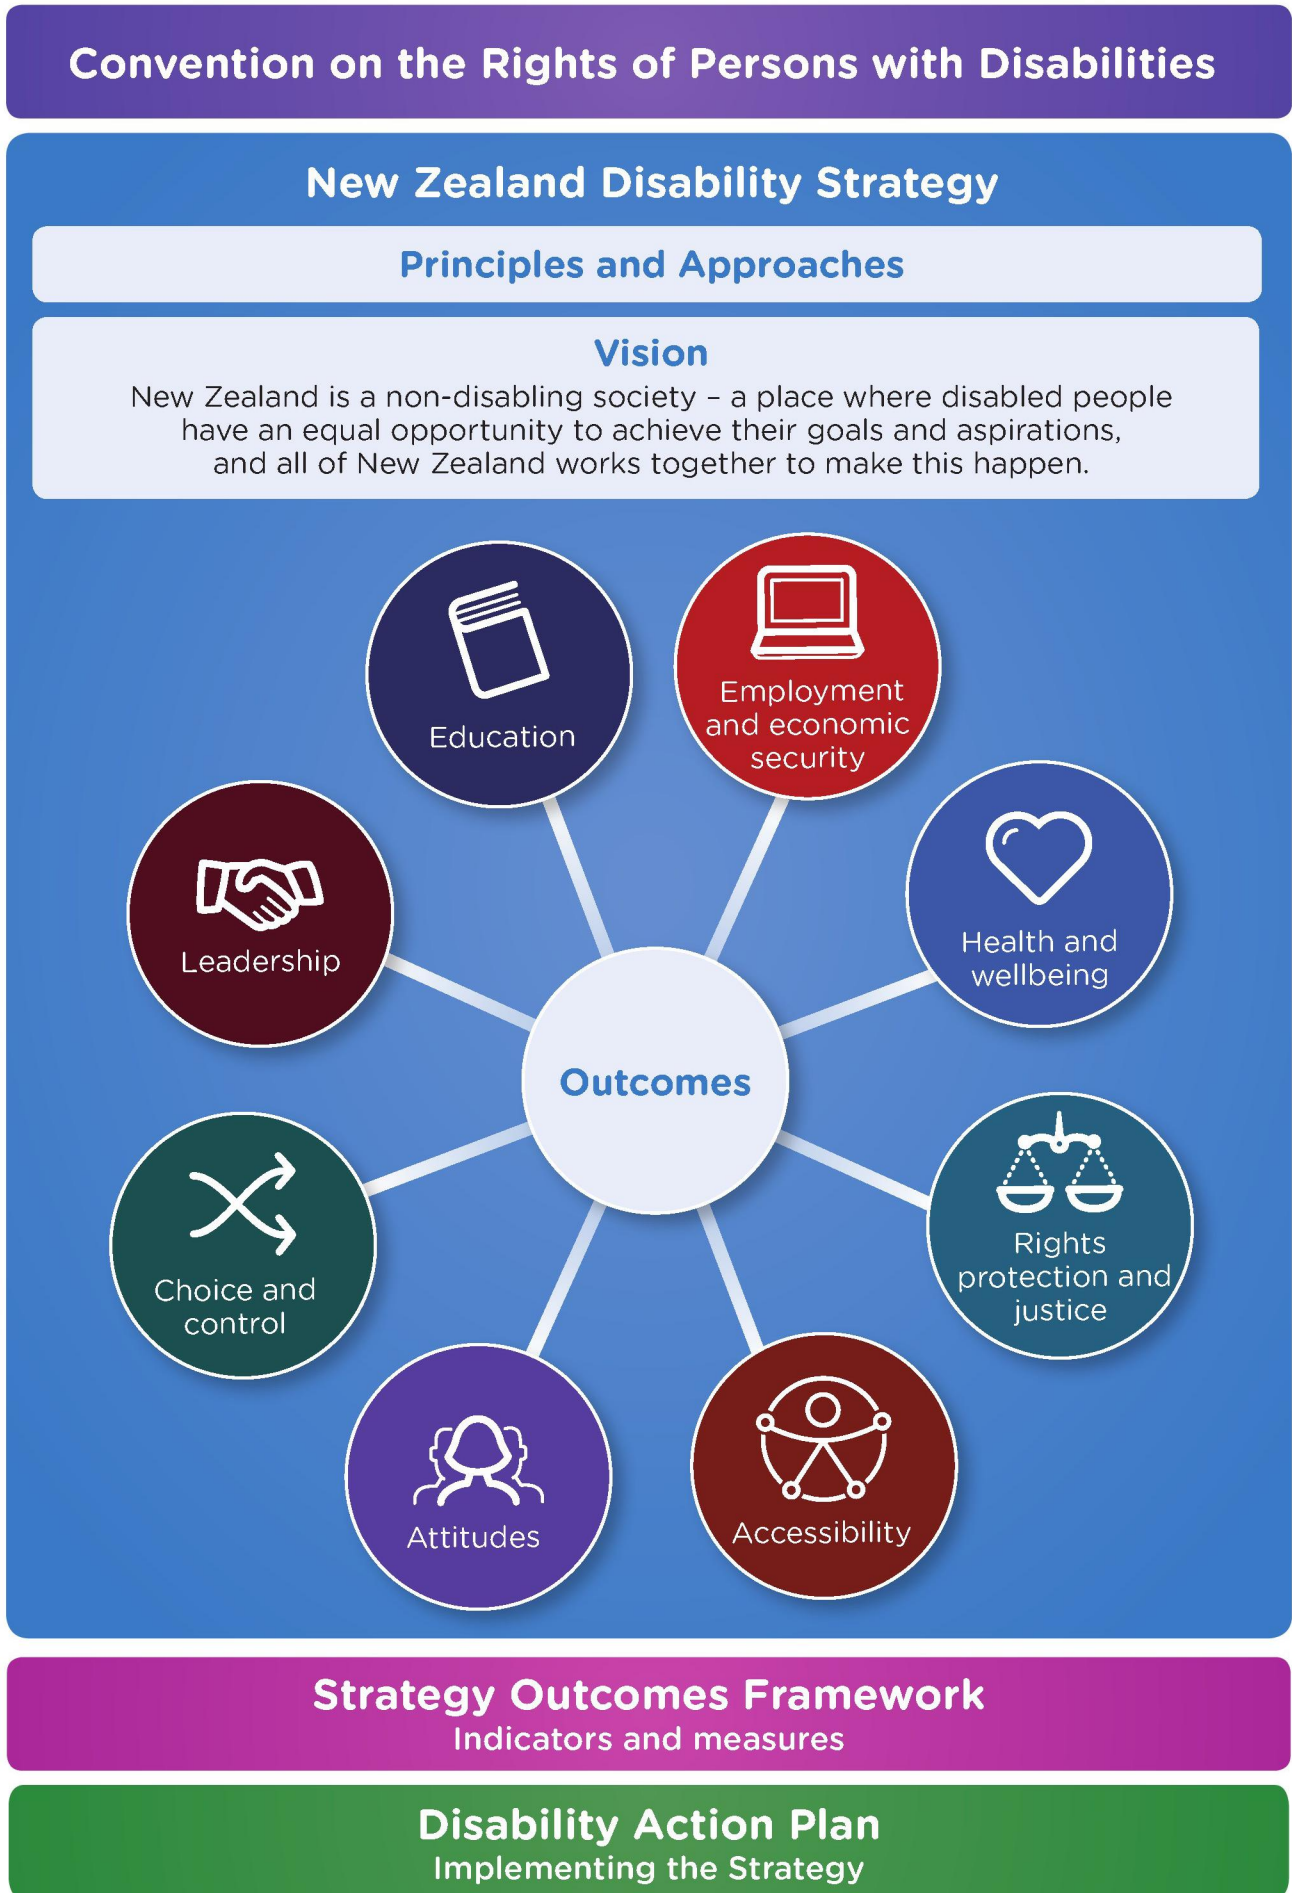 Convention on the Rights of Persons with Disabilities
New Zealand Disability Strategy
Principles and Approaches
Vision
New Zealand is a non-disabling society – a place where disabled people
have an equal opportunity to achieve their goals and aspirations,
and all of New Zealand works together to make this happen.
Education
Employment
and economic
security
Health and
wellbeing
Rights
protection and
justice
Accessibility
Attitudes
Choice and
control
Leadership
Outcomes
Strategy Outcomes Framework
Indicators and measures
Disability Action Plan
Implementing the Strategy